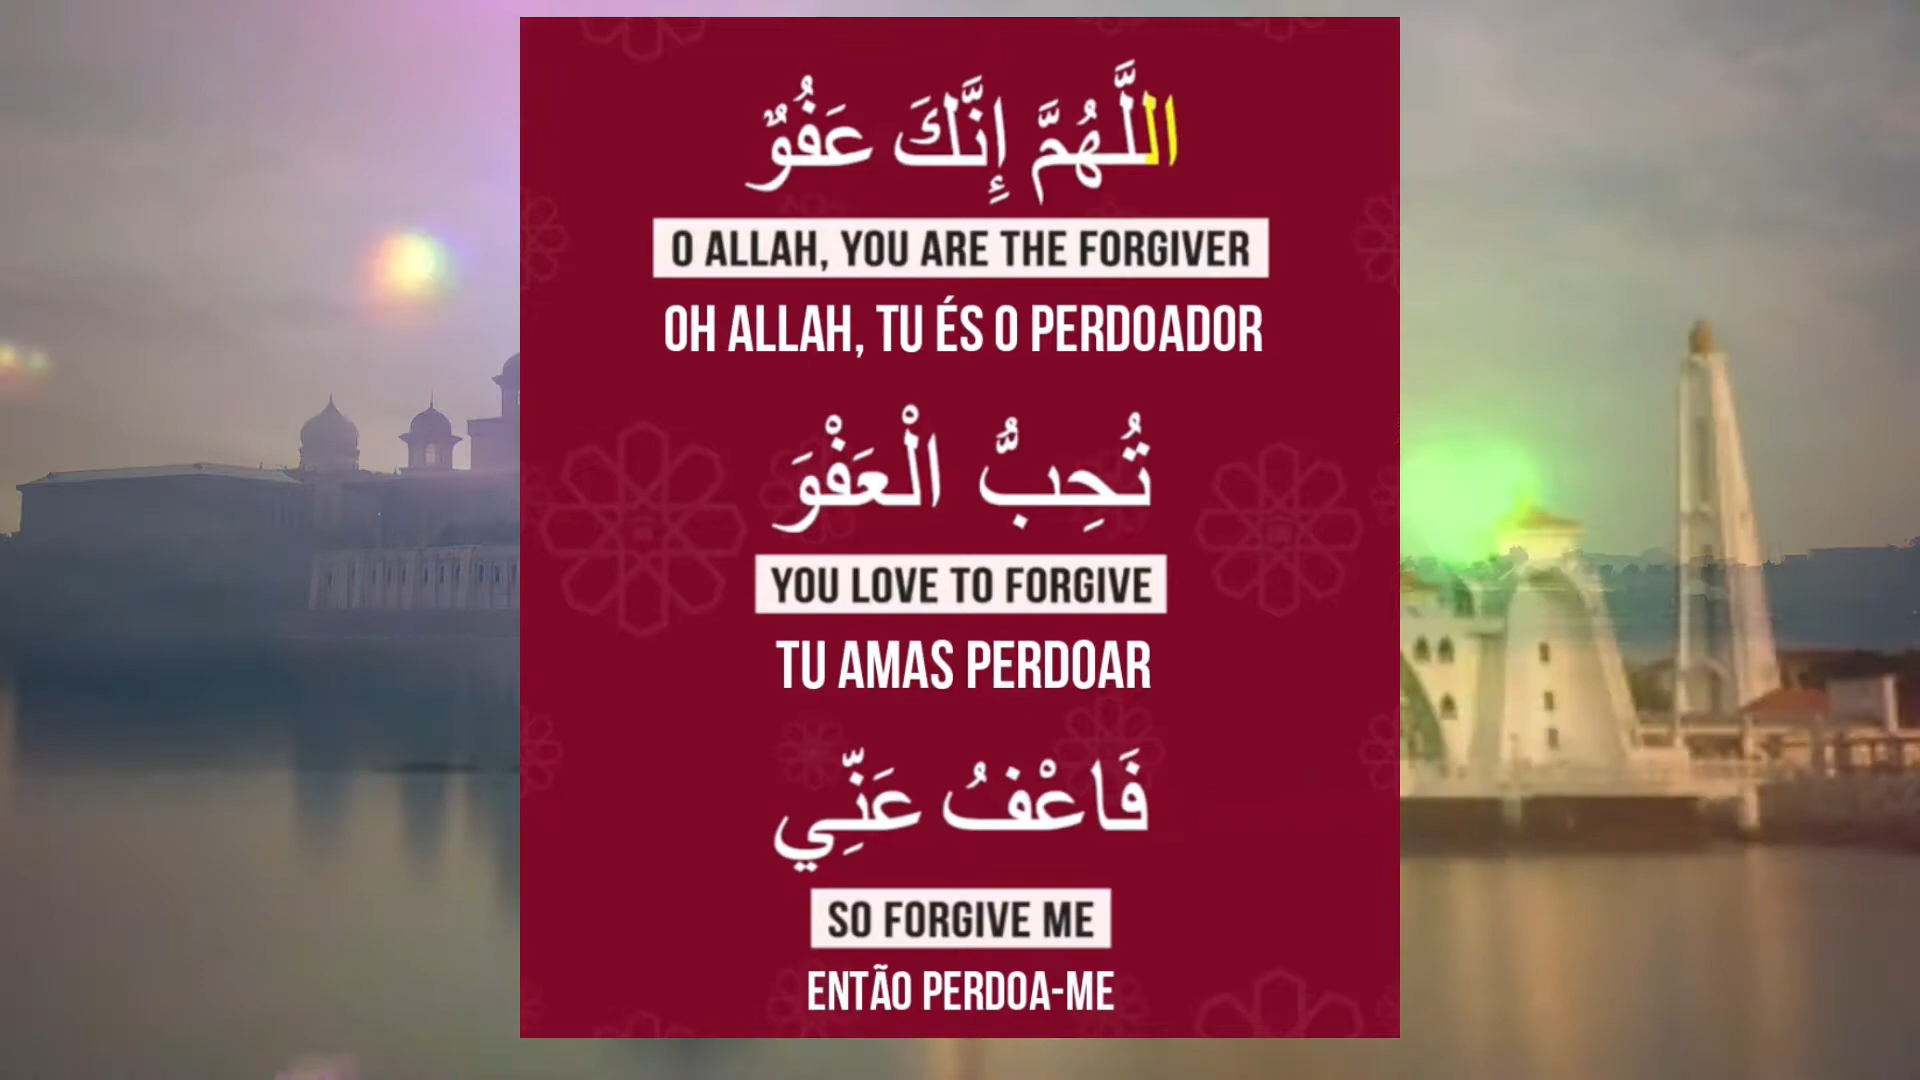 اللَّهُمَّ إِنَّكَ عَفُوٌّ
O ALLAH, YOU ARE THE FORGIVER
OH ALLAH, TU ÉS O PERDOADOR
تُحِبُّ الْعَفْوَ
YOU LOVE TO FORGIVE
TU AMAS PERDOAR
فَاعْفُ عَنِّي
SO FORGIVE ME
ENTÃO PERDOA-ME